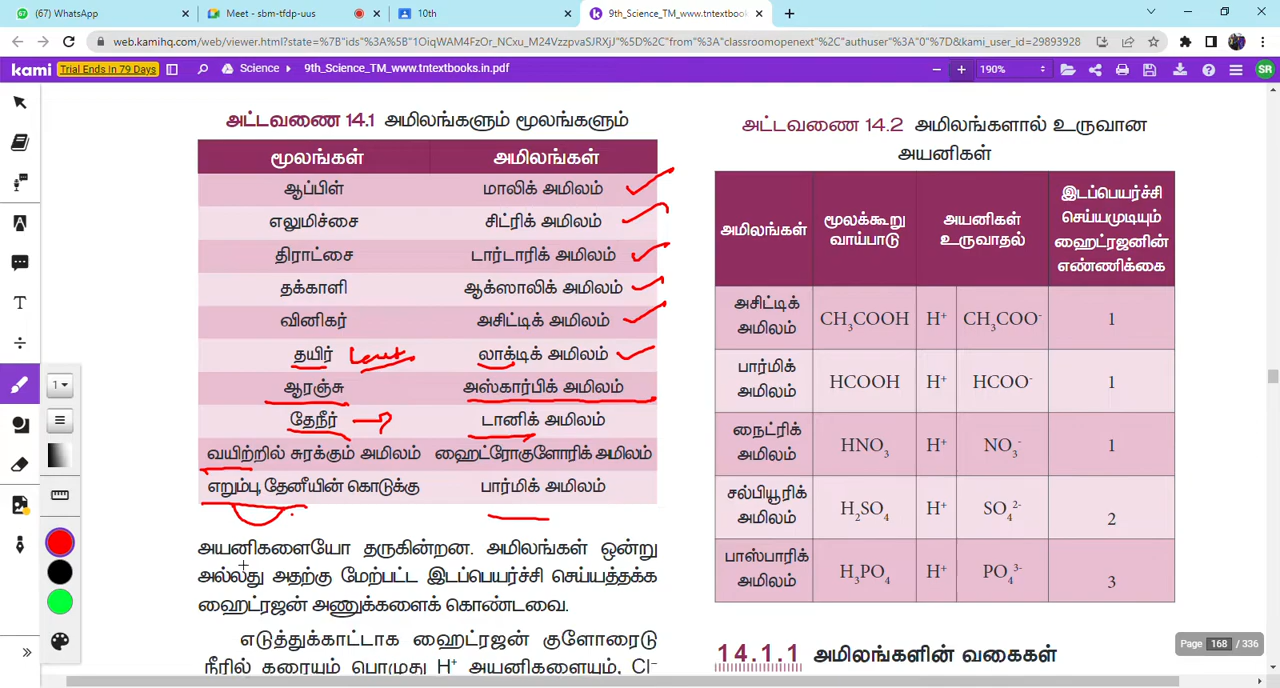 (67) WhatsApp
Meet - sbm-tfdp-uus
10th
9th_Science_TM_www.tntextbooks.
web.kamihq.com/web/viewer.html?state=%7B"ids"%3A%5B"1OiqWAM4FzOr_NCxu_M24VzzpvaSJRXjJ"%5D%2C"from"%3A"classroomopenext"%2C"authuser"%3A"0"%7D&kami_user_id=29893928
kami Trial Ends In 79 Days Science 9th_Science_TM_www.tntextbooks.in.pdf 190% SR
அட்டவணை 14.1 அமிலங்களும் மூலங்களும்
மூலங்கள் அமிலங்கள்
ஆப்பிள் மாலிக் அமிலம்
எலுமிச்சை சிட்ரிக் அமிலம்
திராட்சை டார்டாரிக் அமிலம்
தக்காளி ஆக்ஸாலிக் அமிலம்
வினிகர் அசிட்டிக் அமிலம்
தயிர் லாக்டிக் அமிலம்
ஆரஞ்சு அஸ்கார்பிக் அமிலம்
தேநீர் டானிக் அமிலம்
வயிற்றில் சுரக்கும் அமிலம் ஹைட்ரோகுளோரிக் அமிலம்
எறும்பு,தேனீயின் கொடுக்கு பார்மிக் அமிலம்
அயனிகளையோ தருகின்றன. அமிலங்கள் ஒன்று
அல்லது அதற்கு மேற்பட்ட இடப்பெயர்ச்சி செய்யத்தக்க
ஹைட்ரஜன் அணுக்களைக் கொண்டவை.
எடுத்துக்காட்டாக ஹைட்ரஜன் குளோரைடு
நீரில் கரையும் பொழுது H⁺ அயனிகளையும், Cl⁻
அட்டவணை 14.2 அமிலங்களால் உருவான
அயனிகள்
அமிலங்கள் மூலக்கூறு வாய்பாடு அயனிகள் உருவாதல் இடப்பெயர்ச்சி செய்யமுடியும் ஹைட்ரஜனின் எண்ணிக்கை
அசிட்டிக் அமிலம் CH₃COOH H⁺ CH₃COO⁻ 1
பார்மிக் அமிலம் HCOOH H⁺ HCOO⁻ 1
நைட்ரிக் அமிலம் HNO₃ H⁺ NO₃⁻ 1
சல்பியூரிக் அமிலம் H₂SO₄ H⁺ SO₄²⁻ 2
பாஸ்பாரிக் அமிலம் H₃PO₄ H⁺ PO₄³⁻ 3
14.1.1 அமிலங்களின் வகைகள்
Page 168 / 336